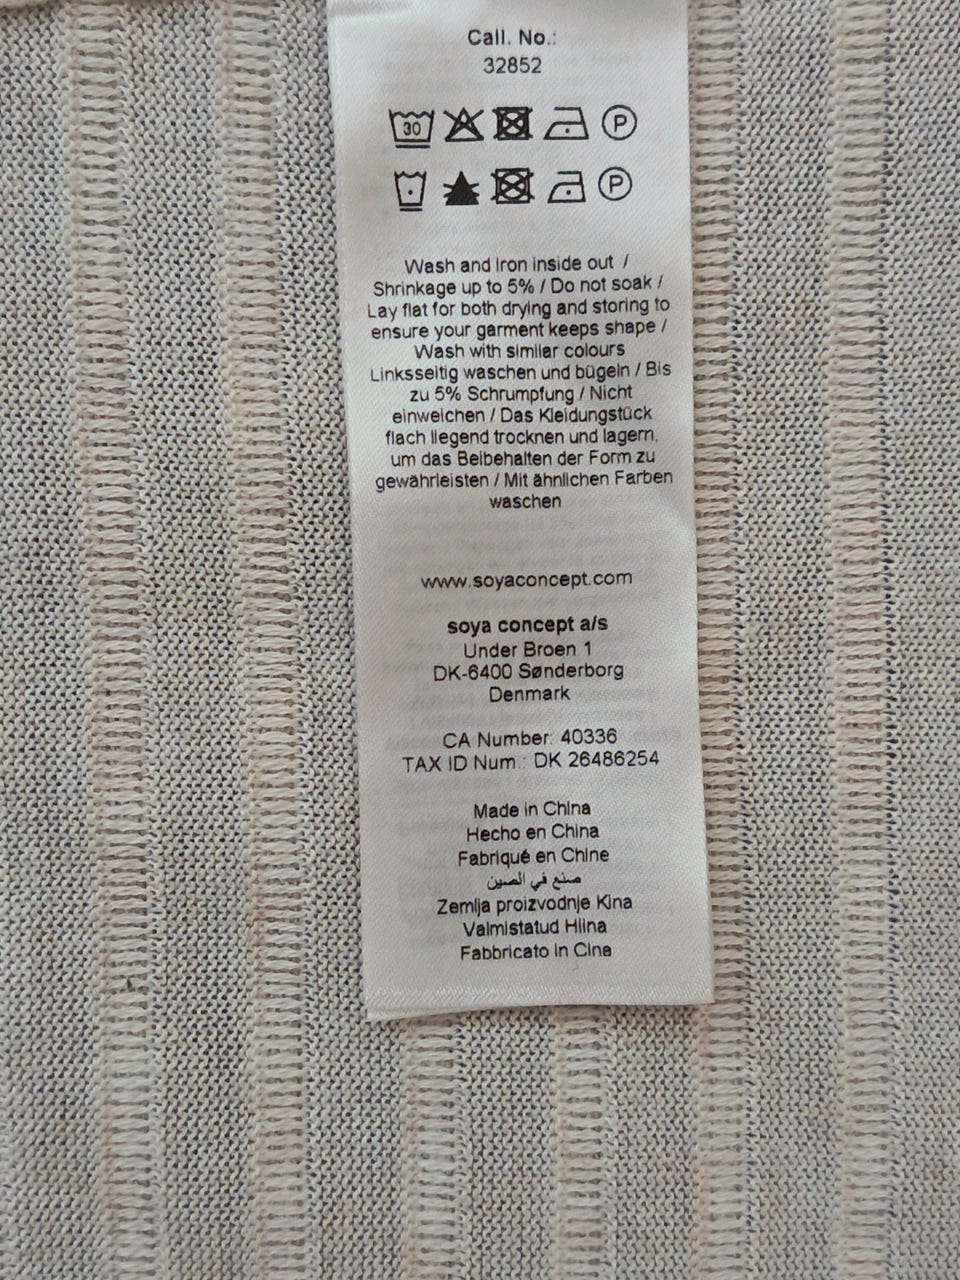 Call. No.:
32852
30 P
P
Wash and Iron inside out /
Shrinkage up to 5% / Do not soak /
Lay flat for both drying and storing to
ensure your garment keeps shape /
Wash with similar colours
Linksseitig waschen und bügeln / Bis
zu 5% Schrumpfung / Nicht
einweichen / Das Kleidungstück
flach liegend trocknen und lagern,
um das Beibehalten der Form zu
gewährleisten / Mit ähnlichen Farben
waschen
www.soyaconcept.com
soya concept a/s
Under Broen 1
DK-6400 Sønderborg
Denmark
CA Number: 40336
TAX ID Num.: DK 26486254
Made in China
Hecho en China
Fabriqué en Chine
صنع في الصين
Zemlja proizvodnje Kina
Valmistatud Hiina
Fabbricato in Cina